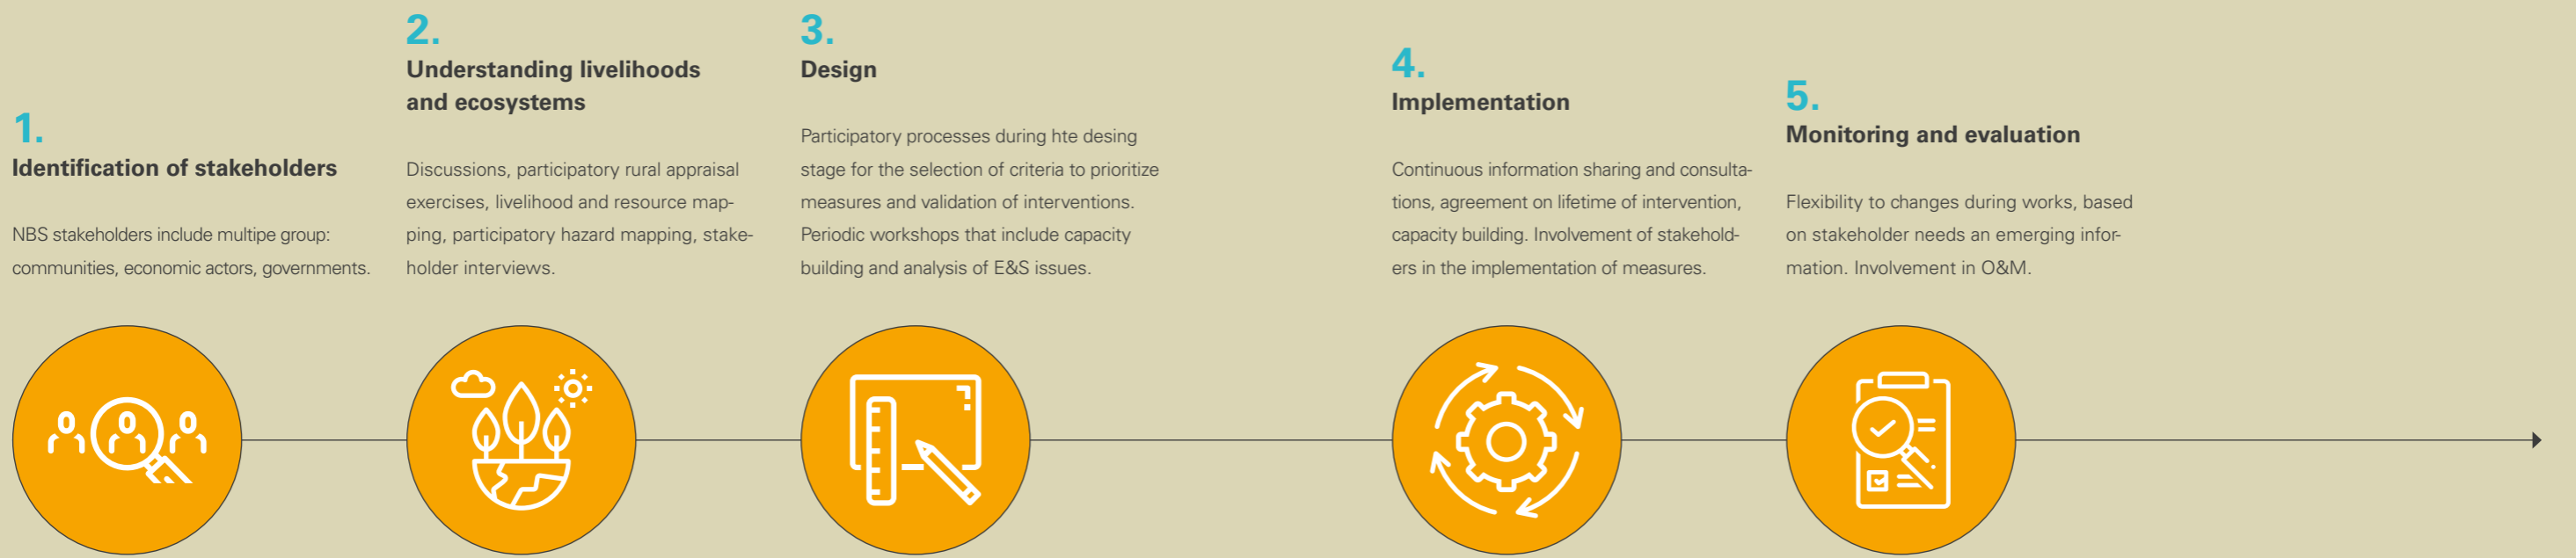 1.
Identification of stakeholders
NBS stakeholders include multipe group:
communities, economic actors, governments.
2.
Understanding livelihoods
and ecosystems
Discussions, participatory rural appraisal
exercises, livelihood and resource map-
ping, participatory hazard mapping, stake-
holder interviews.
3.
Design
Participatory processes during hte desing
stage for the selection of criteria to prioritize
measures and validation of interventions.
Periodic workshops that include capacity
building and analysis of E&S issues.
4.
Implementation
Continuous information sharing and consulta-
tions, agreement on lifetime of intervention,
capacity building. Involvement of stakehold-
ers in the implementation of measures.
5.
Monitoring and evaluation
Flexibility to changes during works, based
on stakeholder needs an emerging infor-
mation. Involvement in O&M.